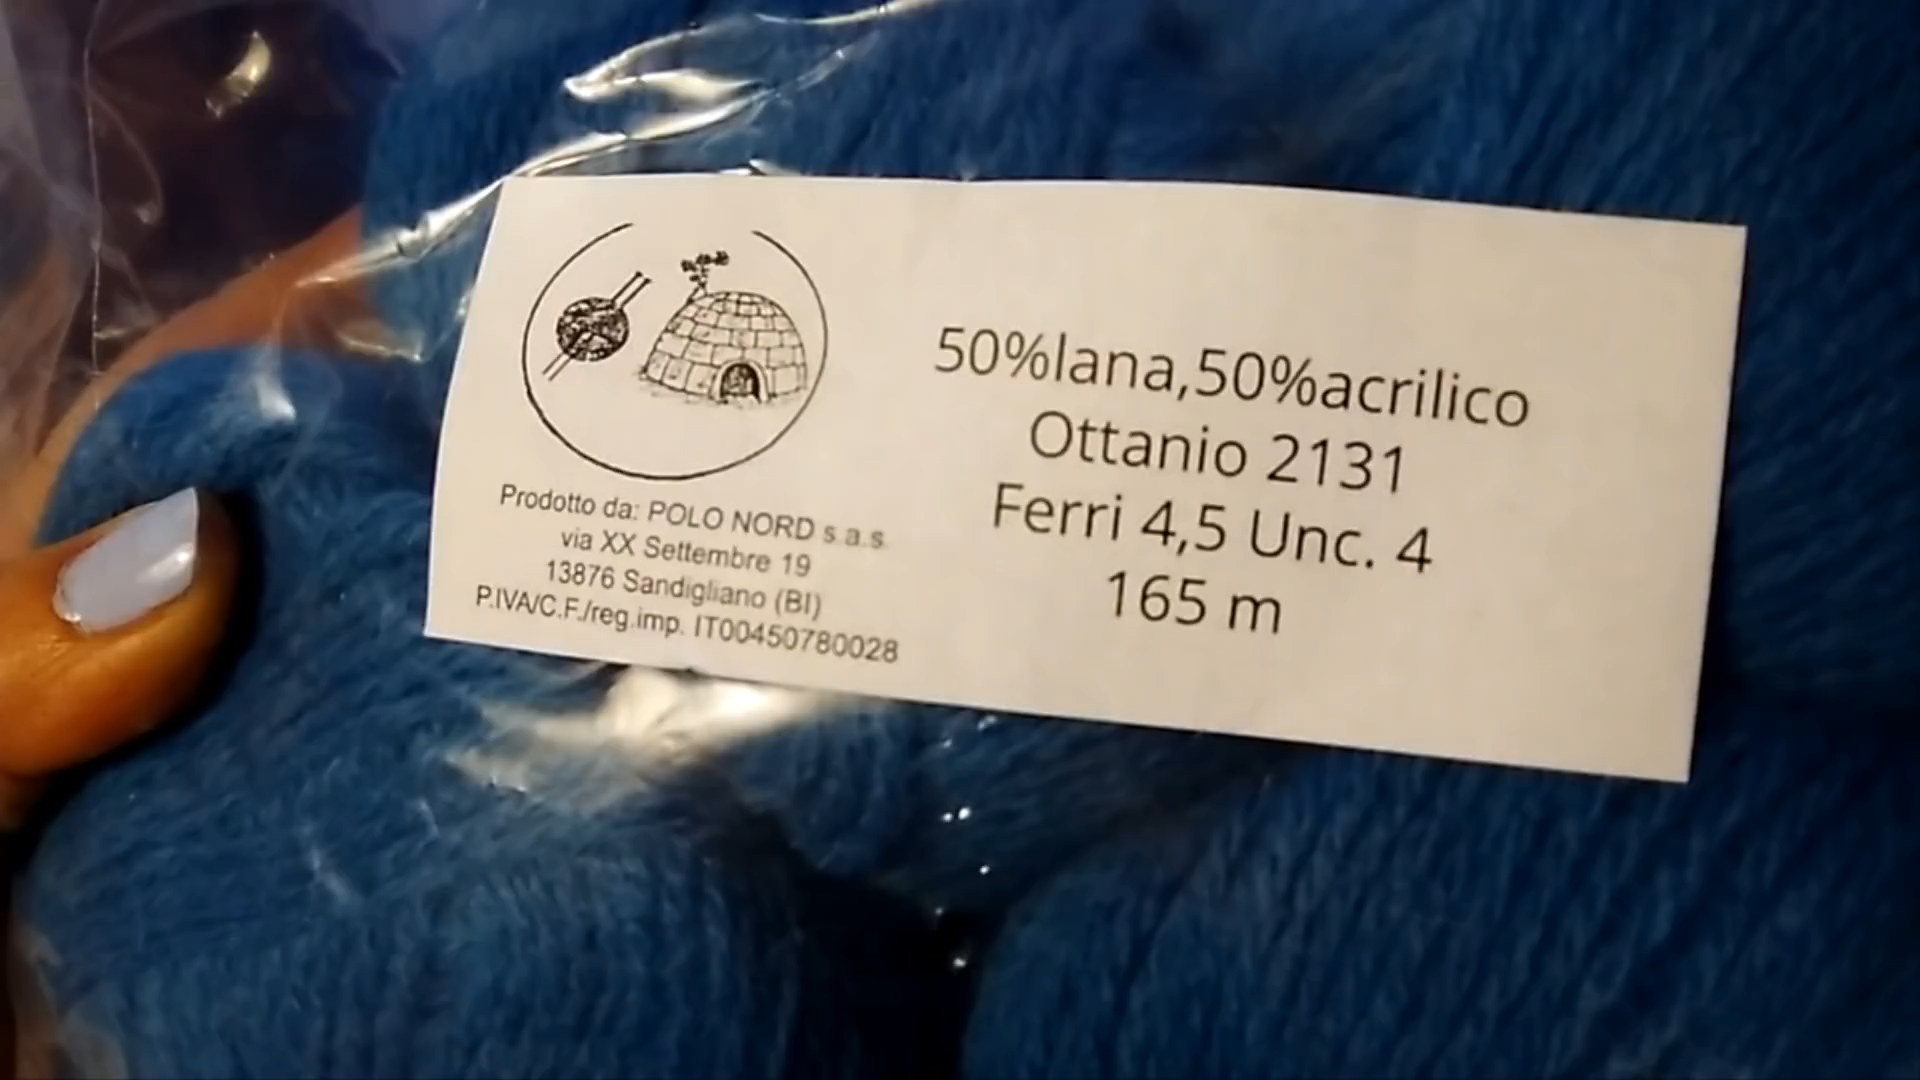 50%lana,50%acrilico
Ottanio 2131
Ferri 4,5 Unc. 4
165 m
Prodotto da: POLO NORD s.a.s.
via XX Settembre 19
13876 Sandigliano (BI)
P.IVA/C.F./reg.imp. IT00450780028